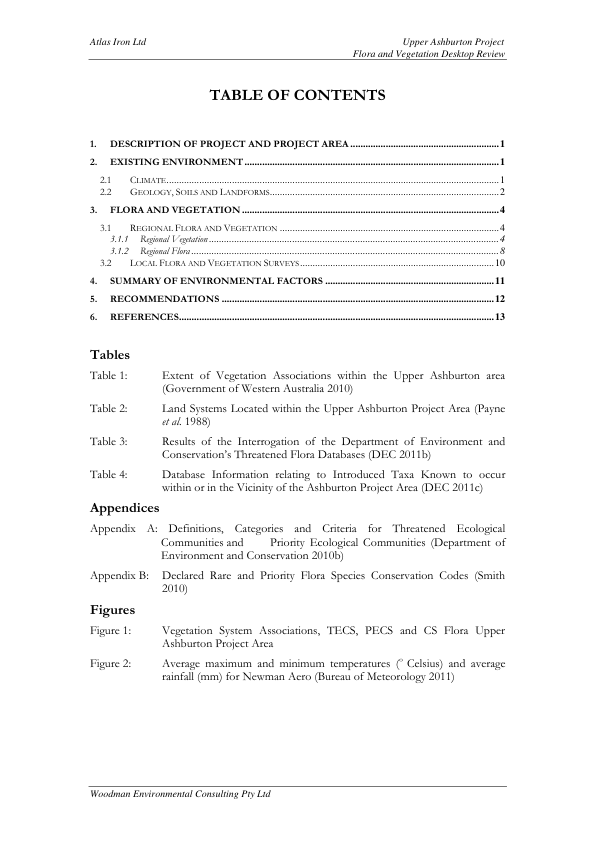 Atlas Iron Ltd
Upper Ashburton Project
Flora and Vegetation Desktop Review
TABLE OF CONTENTS
1. DESCRIPTION OF PROJECT AND PROJECT AREA ........................................................1
2. EXISTING ENVIRONMENT ........................................................1
2.1 CLIMATE........................................................1
2.2 GEOLOGY, SOILS AND LANDFORMS........................................................2
3. FLORA AND VEGETATION ........................................................4
3.1 REGIONAL FLORA AND VEGETATION ........................................................4
3.1.1 Regional Vegetation ........................................................4
3.1.2 Regional Flora ........................................................8
3.2 LOCAL FLORA AND VEGETATION SURVEYS ........................................................10
4. SUMMARY OF ENVIRONMENTAL FACTORS ........................................................11
5. RECOMMENDATIONS ........................................................12
6. REFERENCES........................................................13
Tables
Table 1: Extent of Vegetation Associations within the Upper Ashburton area
(Government of Western Australia 2010)
Table 2: Land Systems Located within the Upper Ashburton Project Area (Payne
et al. 1988)
Table 3: Results of the Interrogation of the Department of Environment and
Conservation's Threatened Flora Databases (DEC 2011b)
Table 4: Database Information relating to Introduced Taxa Known to occur
within or in the Vicinity of the Ashburton Project Area (DEC 2011c)
Appendices
Appendix A: Definitions, Categories and Criteria for Threatened Ecological
Communities and Priority Ecological Communities (Department of
Environment and Conservation 2010b)
Appendix B: Declared Rare and Priority Flora Species Conservation Codes (Smith
2010)
Figures
Figure 1: Vegetation System Associations, TECS, PECS and CS Flora Upper
Ashburton Project Area
Figure 2: Average maximum and minimum temperatures (° Celsius) and average
rainfall (mm) for Newman Aero (Bureau of Meteorology 2011)
Woodman Environmental Consulting Pty Ltd